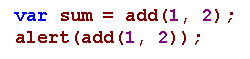 var sum = add(1, 2);
alert(add(1, 2));